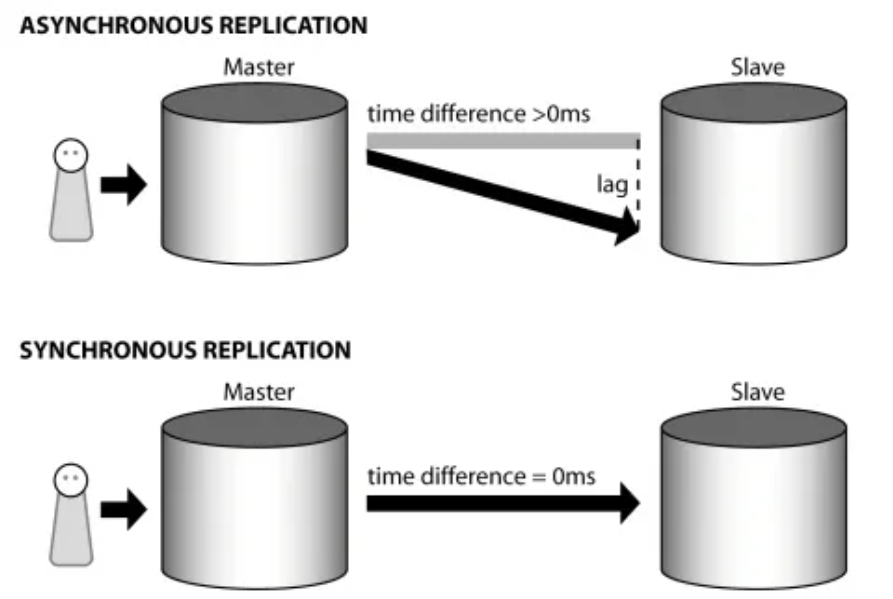 ASYNCHRONOUS REPLICATION
Master
Slave
time difference >0ms
lag
SYNCHRONOUS REPLICATION
Master
Slave
time difference = 0ms